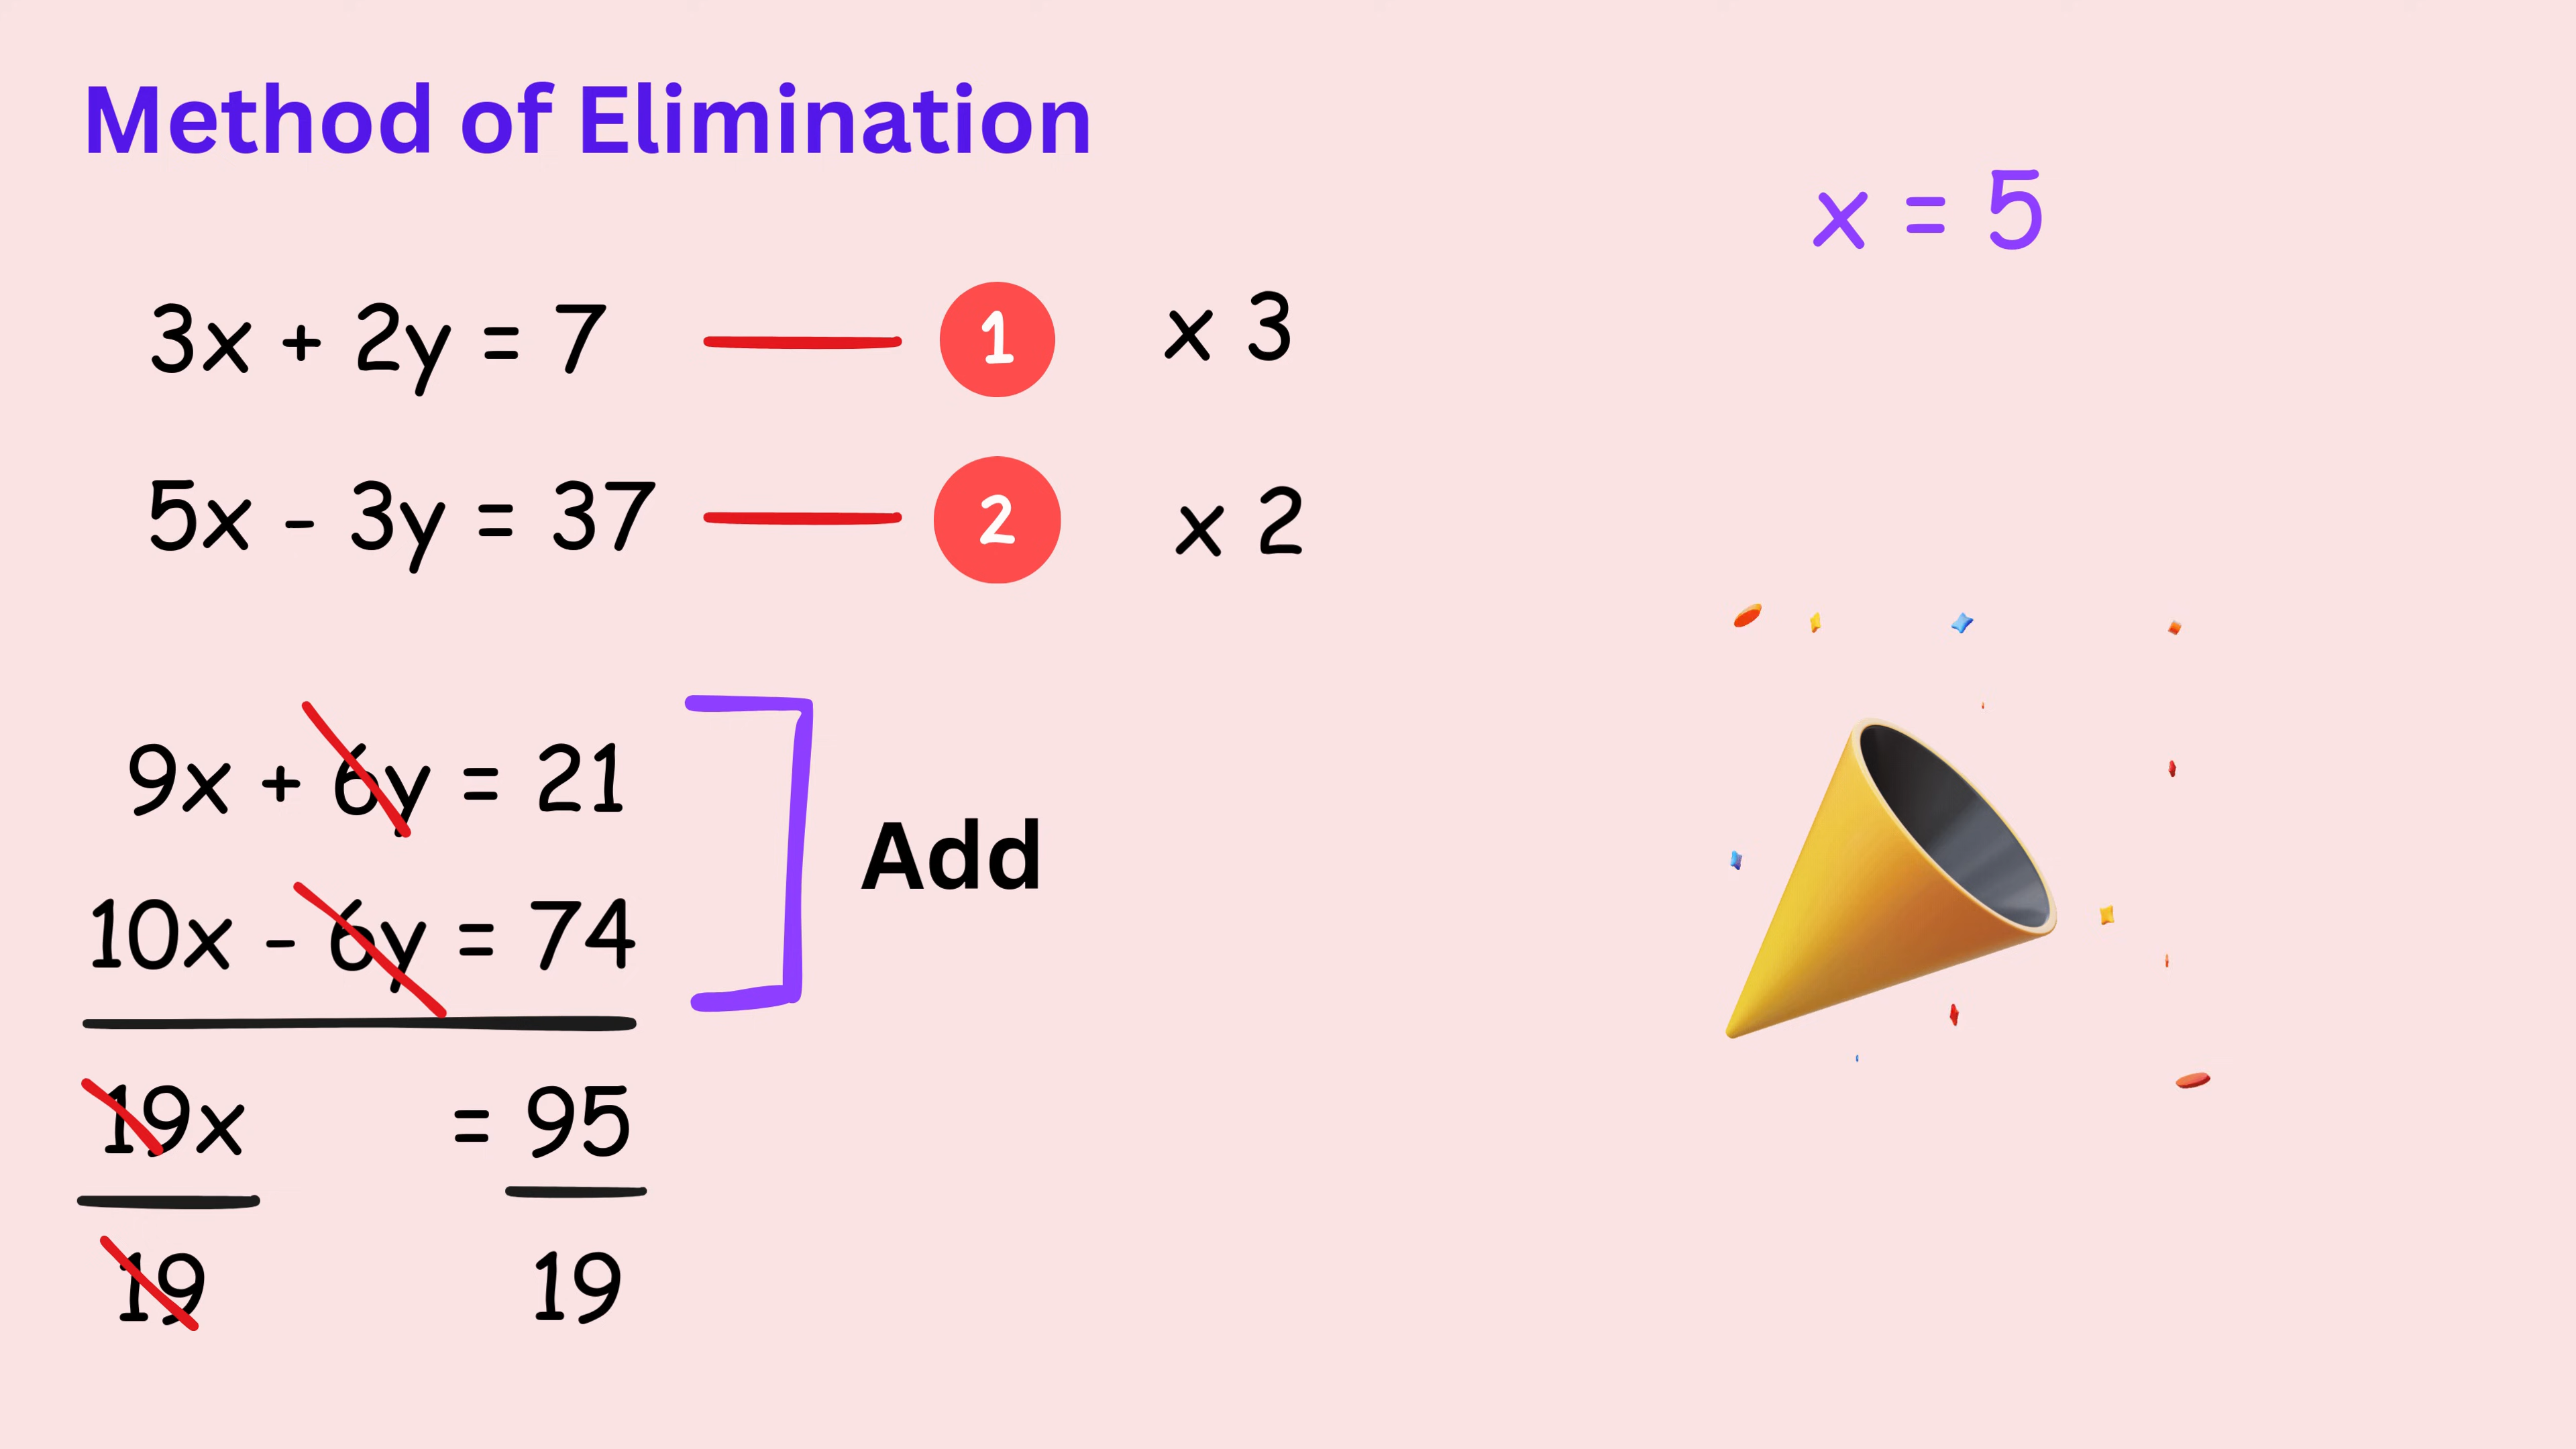 Method of Elimination
x = 5
3x + 2y = 7 1 x 3
5x - 3y = 37 2 x 2
9x + 6y = 21
10x - 6y = 74
Add
19x = 95
19 19